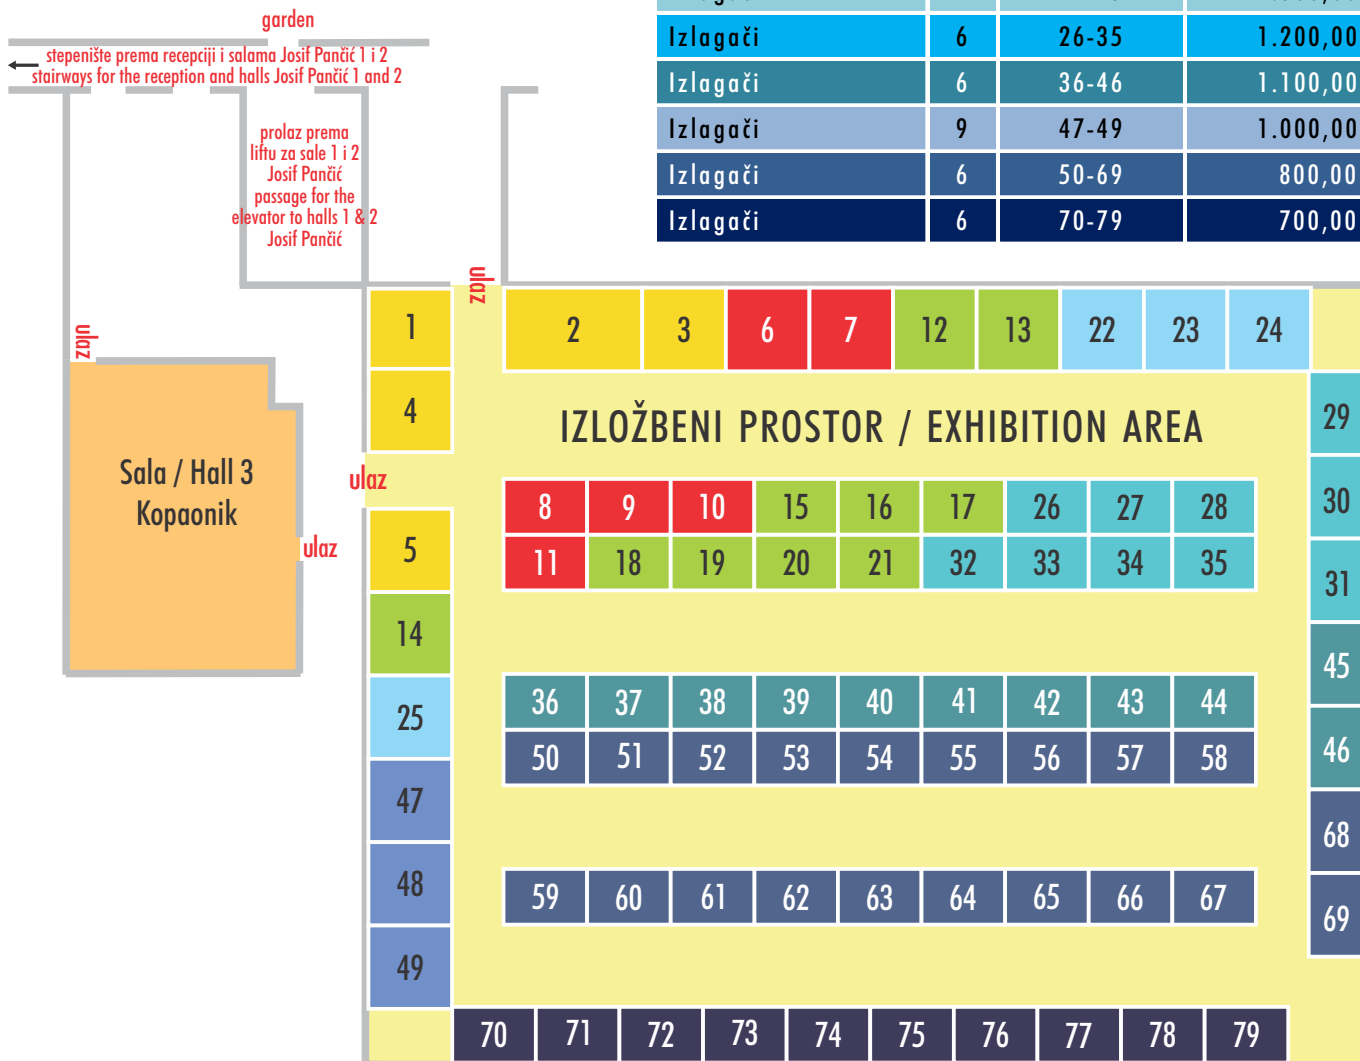 garden
stepenište prema recepciji i salama Josif Pančić 1 i 2
stairways for the reception and halls Josif Pančić 1 and 2
prolaz prema
liftu za sale 1 i 2
Josif Pančić
passage for the
elevator to halls 1 & 2
Josif Pančić
Izlagači 6 26-35 1.200,00
Izlagači 6 36-46 1.100,00
Izlagači 9 47-49 1.000,00
Izlagači 6 50-69 800,00
Izlagači 6 70-79 700,00
ulaz
ulaz
1 2 3 6 7 12 13 22 23 24
4
IZLOŽBENI PROSTOR / EXHIBITION AREA
29
Sala / Hall 3
Kopaonik
ulaz
ulaz
8 9 10 15 16 17 26 27 28
30
5
11 18 19 20 21 32 33 34 35
31
14
45
25
36 37 38 39 40 41 42 43 44
46
50 51 52 53 54 55 56 57 58
47
68
48
59 60 61 62 63 64 65 66 67
69
49
70 71 72 73 74 75 76 77 78 79